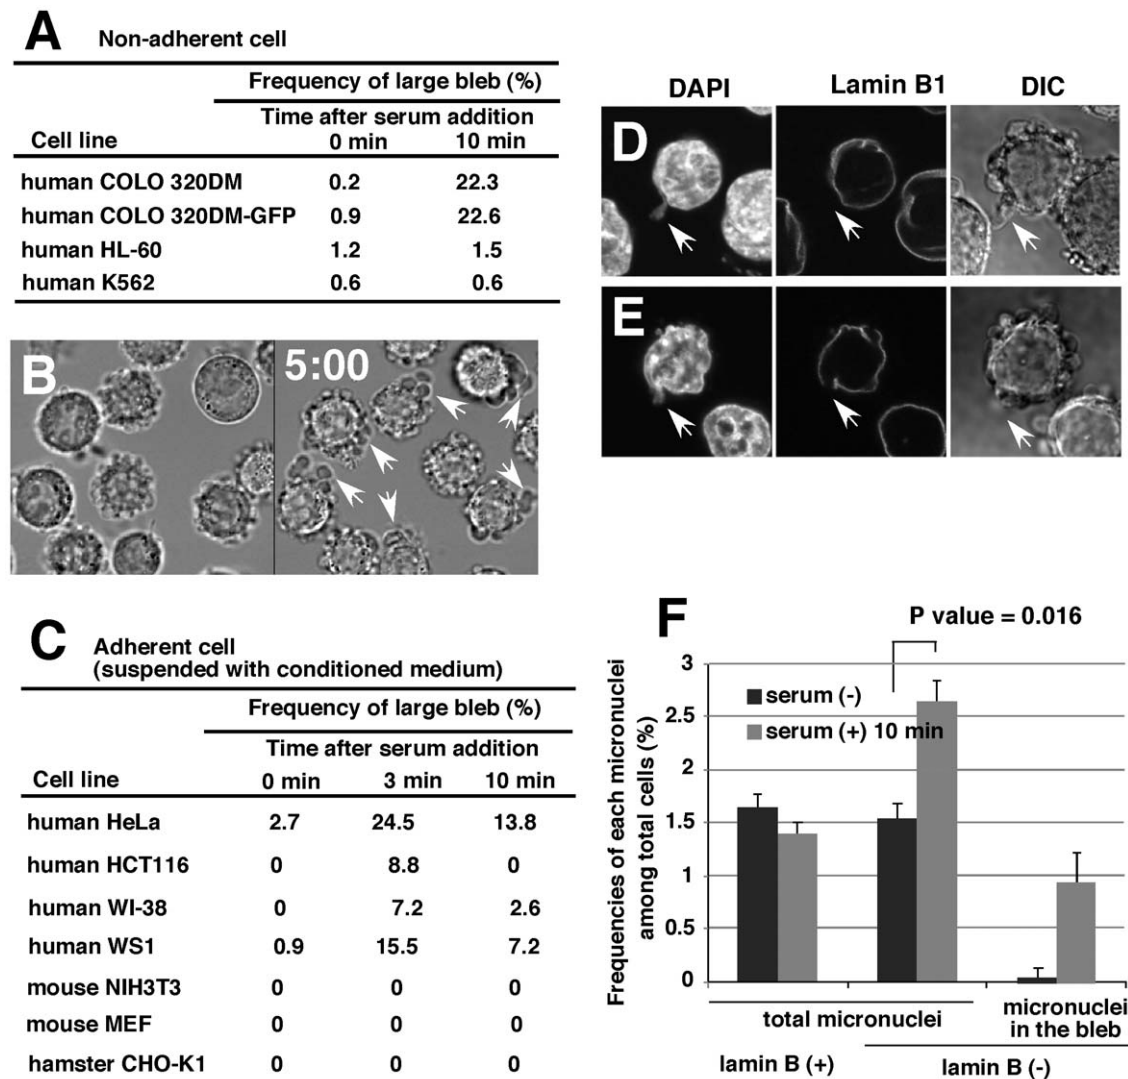 A Non-adherent cell
Frequency of large bleb (%)
Time after serum addition
Cell line 0 min 10 min
human COLO 320DM 0.2 22.3
human COLO 320DM-GFP 0.9 22.6
human HL-60 1.2 1.5
human K562 0.6 0.6
B 5:00
C Adherent cell
(suspended with conditioned medium)
Frequency of large bleb (%)
Time after serum addition
Cell line 0 min 3 min 10 min
human HeLa 2.7 24.5 13.8
human HCT116 0 8.8 0
human WI-38 0 7.2 2.6
human WS1 0.9 15.5 7.2
mouse NIH3T3 0 0 0
mouse MEF 0 0 0
hamster CHO-K1 0 0 0
DAPI Lamin B1 DIC
D
E
F
P value = 0.016
Frequencies of each micronuclei
among total cells (%)
3
2.5
2
1.5
1
0.5
0
serum (-)
serum (+) 10 min
total micronuclei
micronuclei
in the bleb
lamin B (+) lamin B (-)